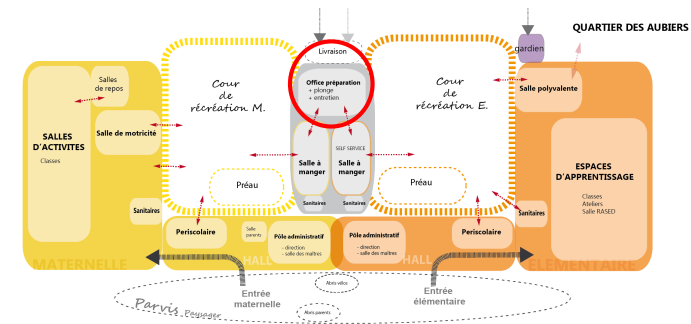 QUARTIER DES AUBIERS
Livraison
gardien
Salles
de repos
Cour
de
récréation M.
Office préparation
+ plonge
+ entretien
Cour
de
récréation E.
Salle polyvalente
Salle de motricité
SALLES
D'ACTIVITES
Classes
SELF SERVICE
Salle à
manger
Salle à
manger
ESPACES
D'APPRENTISSAGE
Classes
Ateliers
Salle RASED
Préau
Préau
Sanitaires
Sanitaires
Sanitaires
Sanitaires
Periscolaire
Salle
parents
Pôle administratif
- direction
- salle des maîtres
Pôle administratif
- direction
- salle des maîtres
Periscolaire
MATERNELLE
HALL
HALL
ELEMENTAIRE
Entrée
maternelle
Abris vélos
Entrée
élémentaire
Parvis Paysager
Abris parents